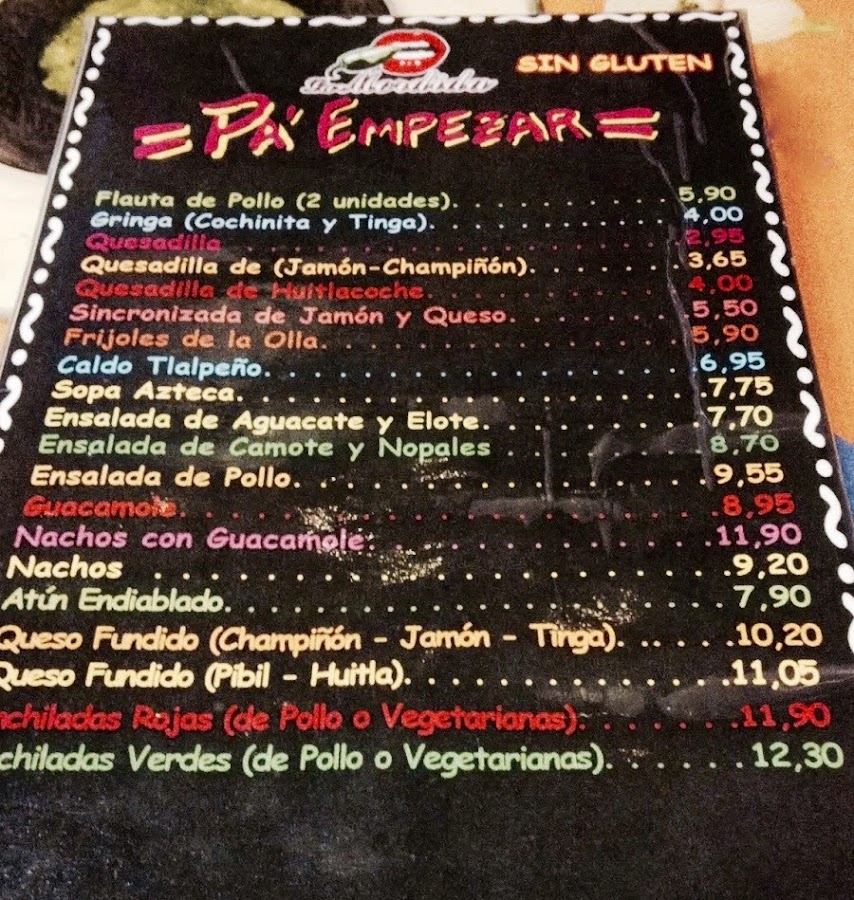 La Mordida
SIN GLUTEN
= PA' EMPEZAR =
Flauta de Pollo (2 unidades). . . . . . . . . . . . 5,90
Gringa (Cochinita y Tinga). . . . . . . . . . . . . 4,00
Quesadilla . . . . . . . . . . . . . . . . . . . . . . 2,95
Quesadilla de (Jamón-Champiñón). . . . . . . . 3,65
Quesadilla de Huitlacoche. . . . . . . . . . . . . 4,00
Sincronizada de Jamón y Queso. . . . . . . . . 5,50
Frijoles de la Olla. . . . . . . . . . . . . . . . . . 5,90
Caldo Tlalpeño. . . . . . . . . . . . . . . . . . . . 6,95
Sopa Azteca. . . . . . . . . . . . . . . . . . . . . 7,75
Ensalada de Aguacate y Elote. . . . . . . . . . 7,70
Ensalada de Camote y Nopales . . . . . . . . . 8,70
Ensalada de Pollo. . . . . . . . . . . . . . . . . . 9,55
Guacamole. . . . . . . . . . . . . . . . . . . . . . 8,95
Nachos con Guacamole. . . . . . . . . . . . . . 11,90
Nachos . . . . . . . . . . . . . . . . . . . . . . . . 9,20
Atún Endiablado. . . . . . . . . . . . . . . . . . . 7,90
Queso Fundido (Champiñón - Jamón - Tinga). . . . . 10,20
Queso Fundido (Pibil - Huitla). . . . . . . . . . . . . 11,05
nchiladas Rojas (de Pollo o Vegetarianas). . . . . . . 11,90
chiladas Verdes (de Pollo o Vegetarianas). . . . . . 12,30